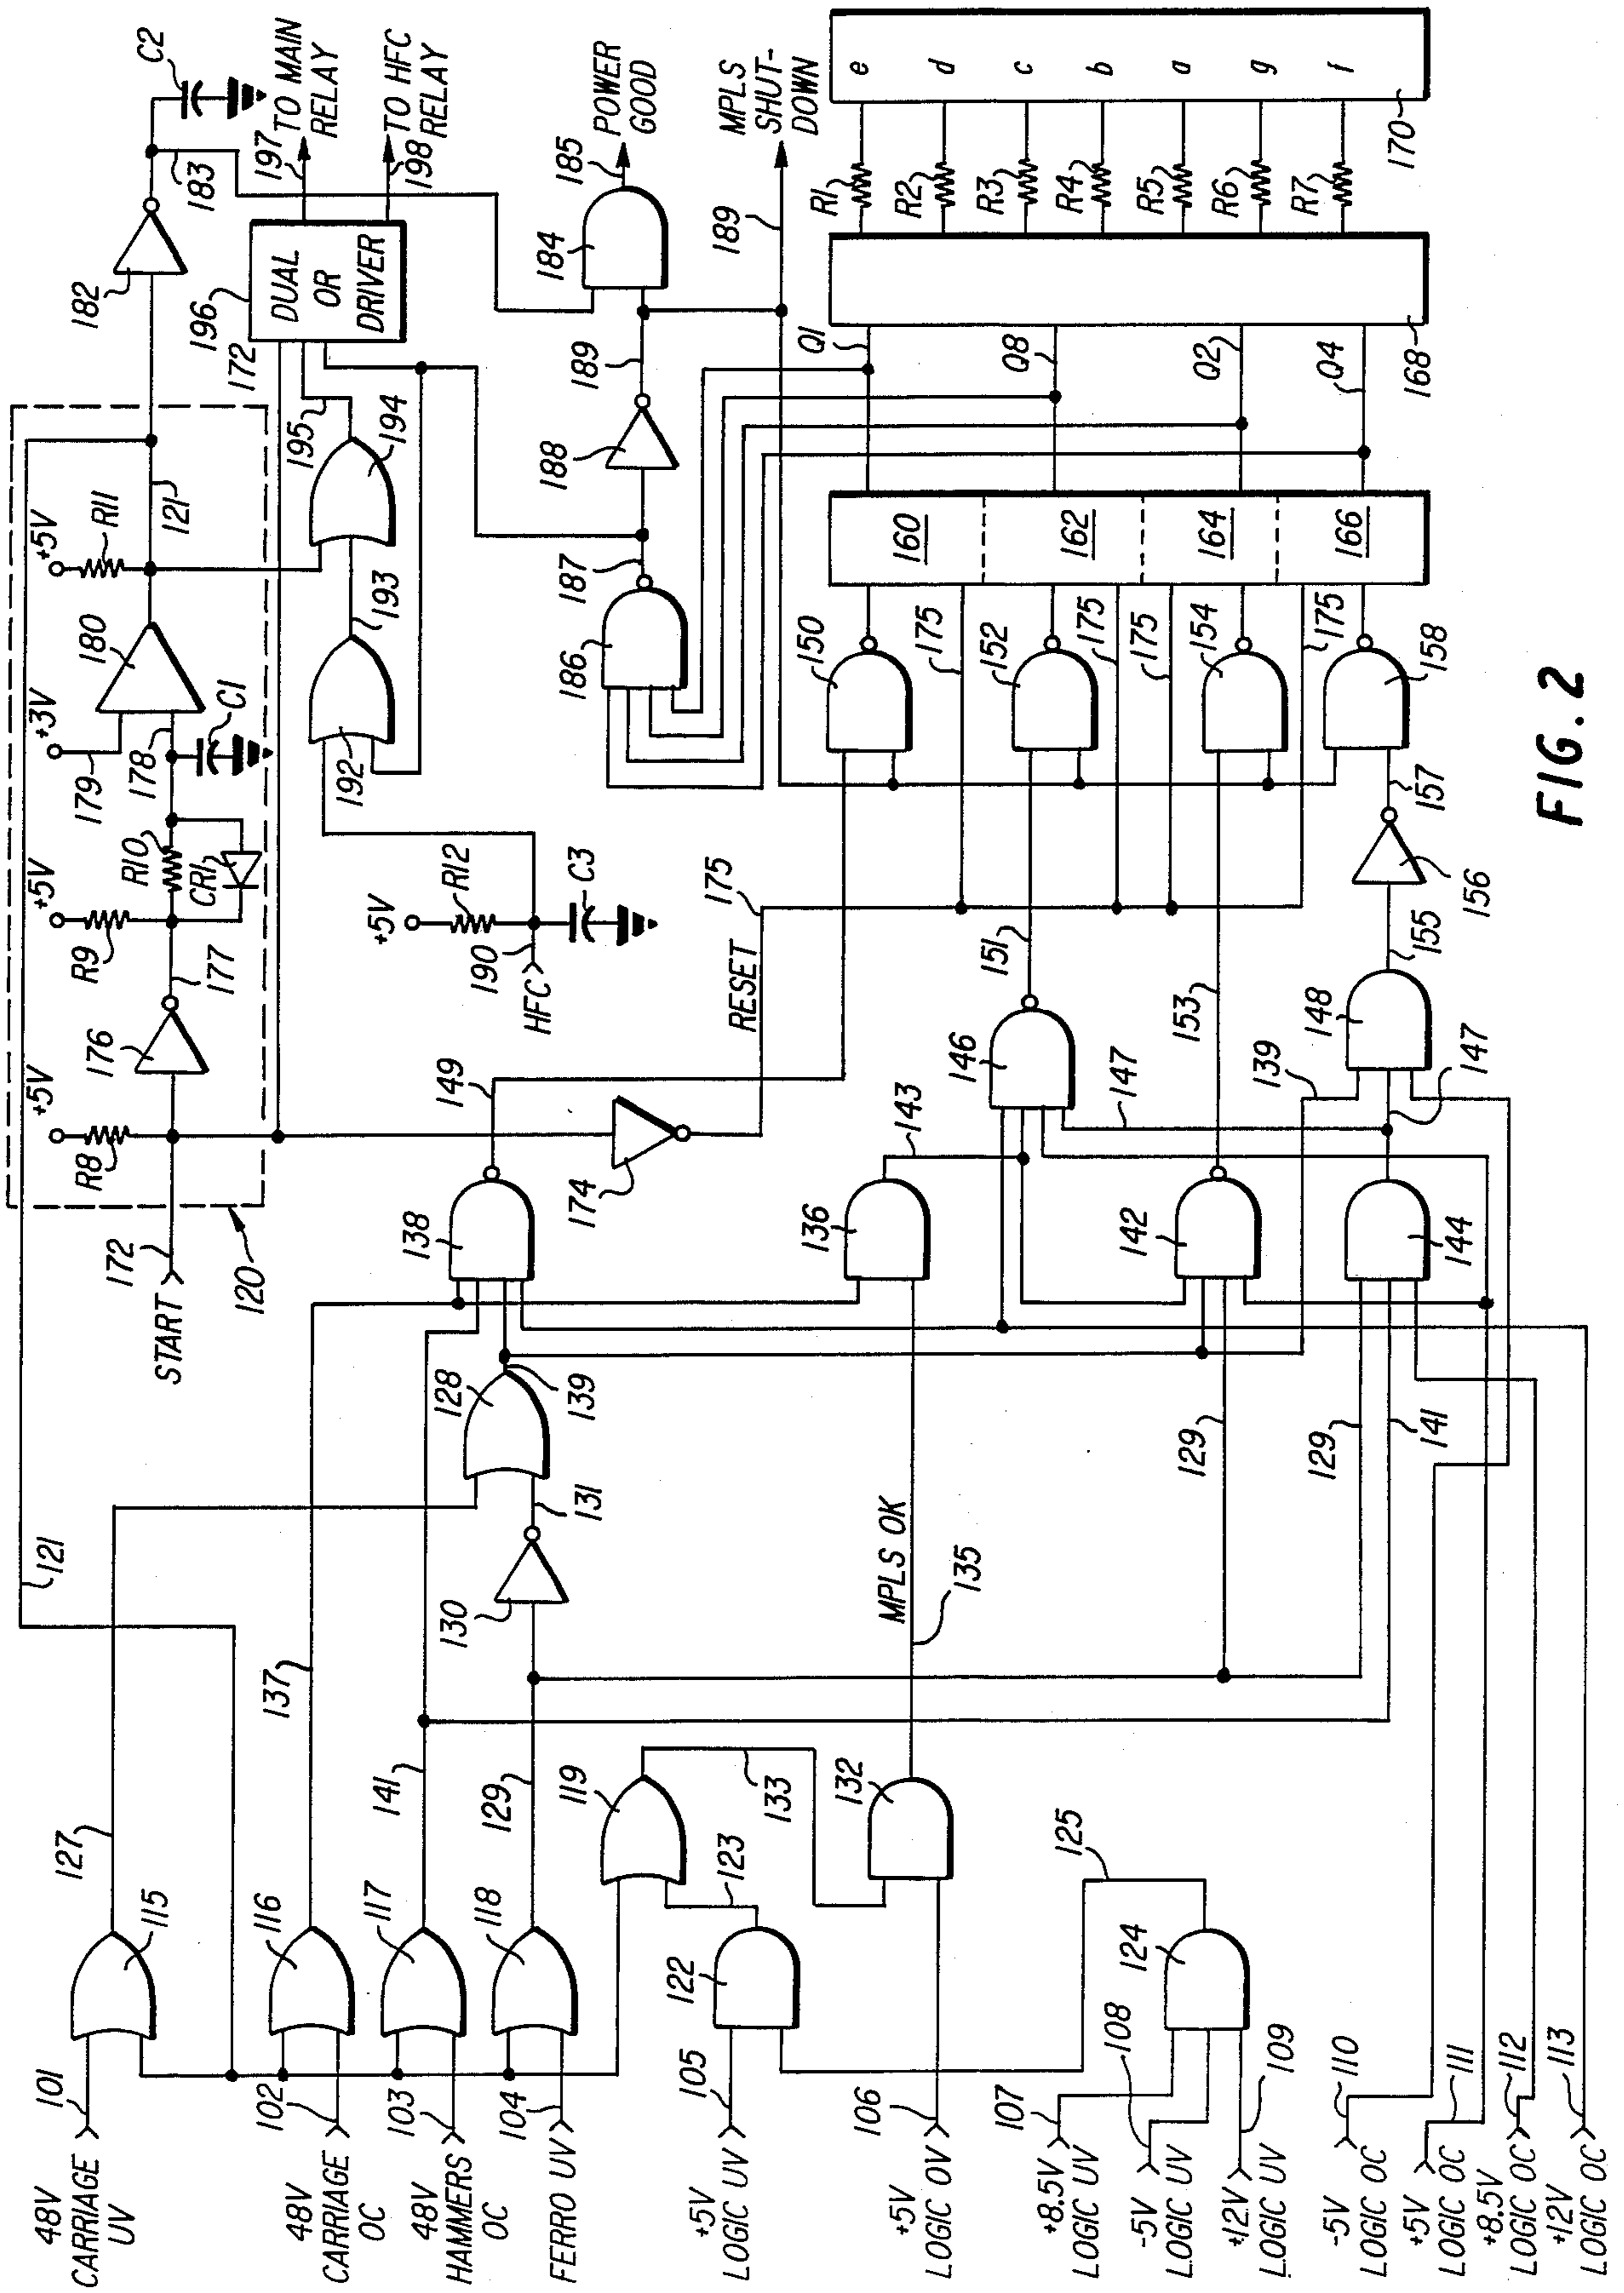 48V
CARRIAGE
UV
101
127
115
121
48V
CARRIAGE
OC
102
116
137
48V
HAMMERS
OC
103
117
141
FERRO UV
104
118
129
119
133
123
+5V
LOGIC UV
105
122
+5V
LOGIC OV
106
132
135
MPLS OK
+8.5V
LOGIC UV
107
-5V
LOGIC UV
108
+12V
LOGIC UV
109
124
125
-5V
LOGIC OC
110
+5V
LOGIC OC
111
+8.5V
LOGIC OC
112
+12V
LOGIC OC
113
130
131
128
139
138
149
136
143
129
142
153
129
141
144
147
147
139
146
151
148
155
156
157
START
172
120
R8
+5V
176
177
R9
+5V
R10
CR1
178
C1
179
+3V
180
+5V
R11
121
182
183
C2
174
RESET
175
HFC
190
+5V
R12
C3
192
193
194
195
172
196
DUAL
OR
DRIVER
197
TO MAIN
RELAY
198
TO HFC
RELAY
186
187
188
189
184
185
POWER
GOOD
189
MPLS
SHUT-
DOWN
150
175
152
175
175
154
175
158
160
162
164
166
Q1
Q8
Q2
Q4
168
R1
R2
R3
R4
R5
R6
R7
e
d
c
b
a
g
f
170
FIG. 2